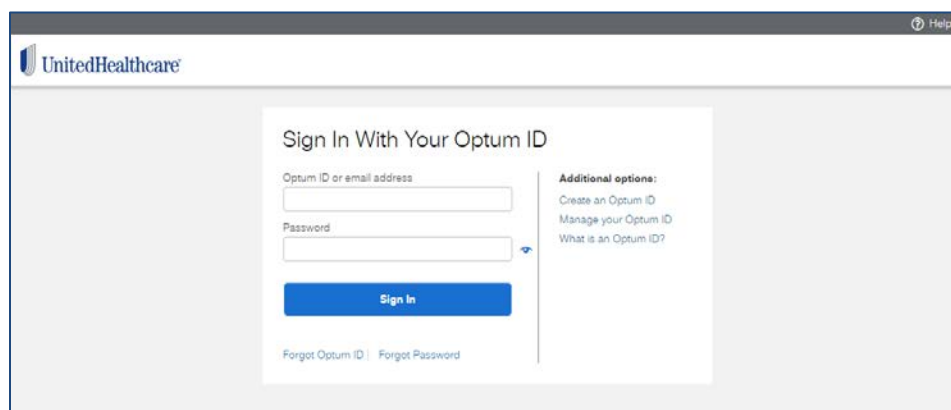 Help
UnitedHealthcare
Sign In With Your Optum ID
Optum ID or email address
Password
Sign In
Forgot Optum ID | Forgot Password
Additional options:
Create an Optum ID
Manage your Optum ID
What is an Optum ID?